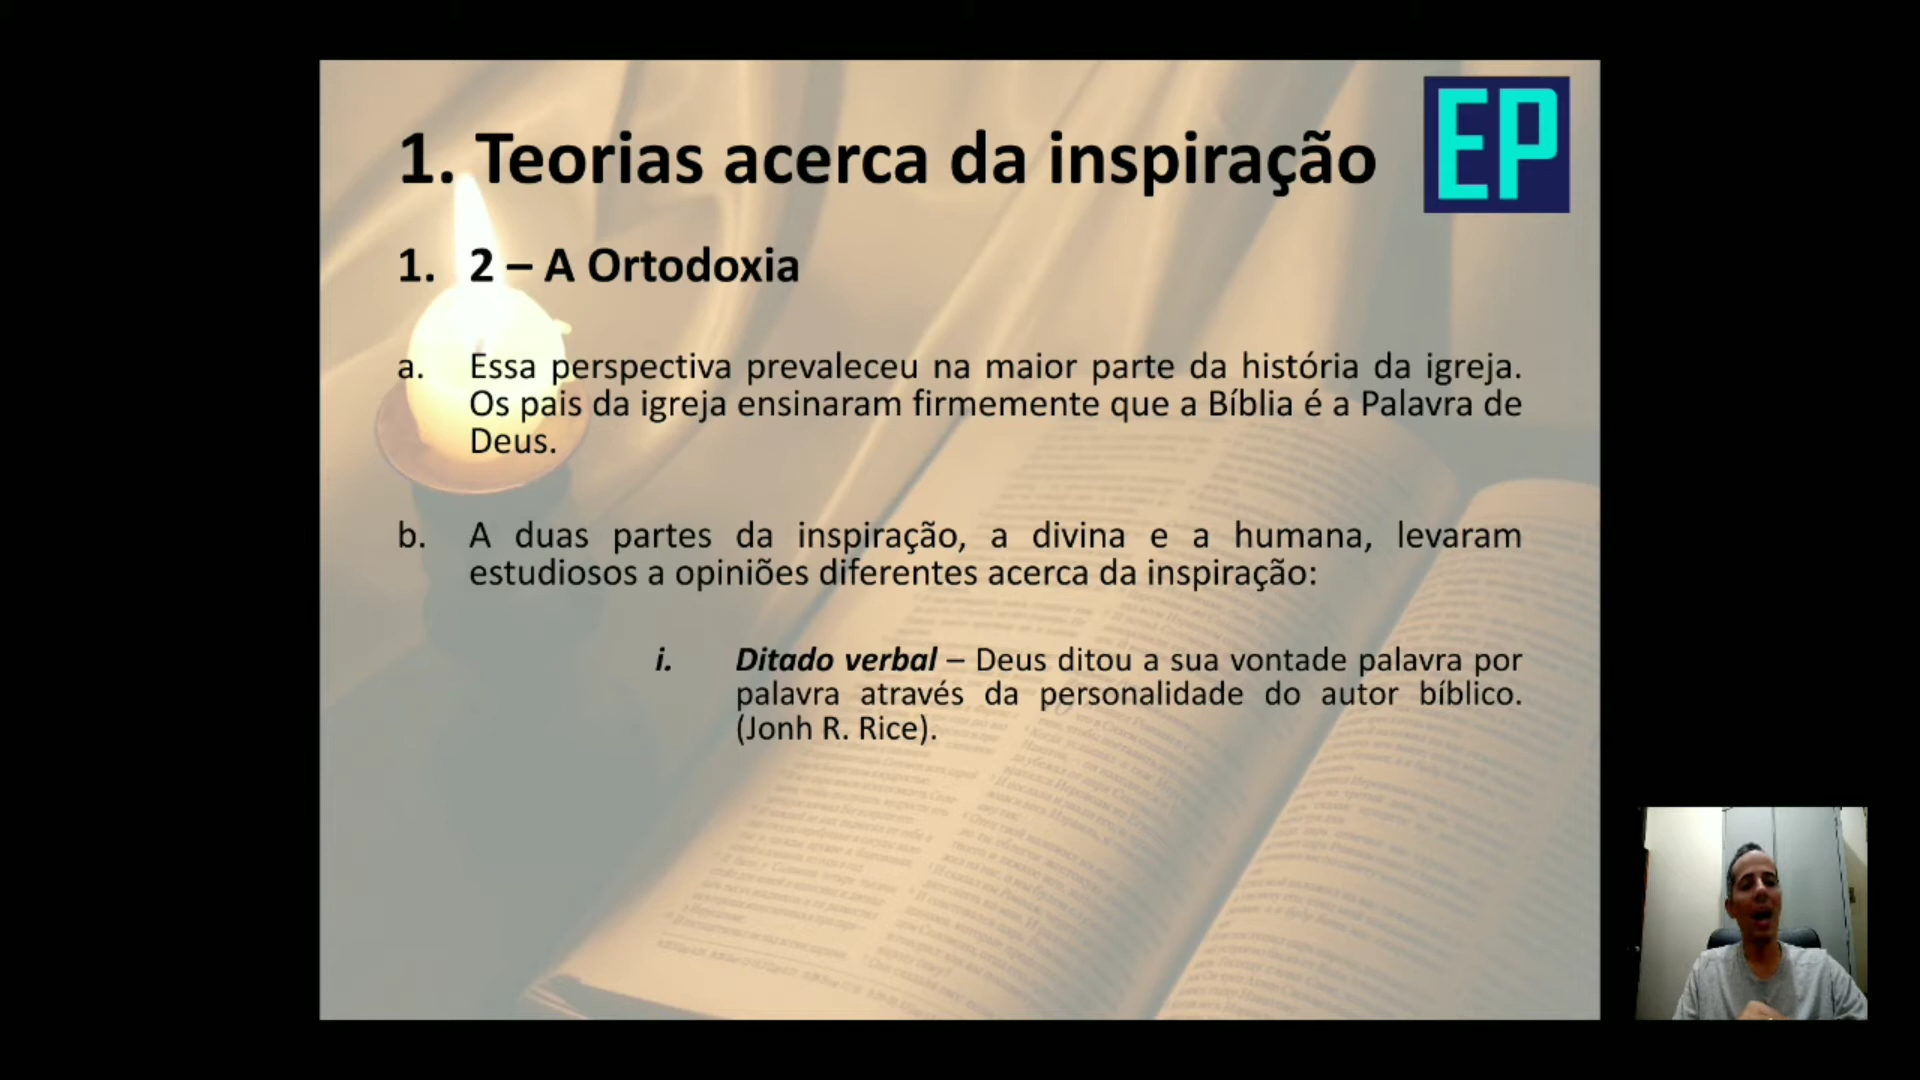 EP
1. Teorias acerca da inspiração
1. 2 – A Ortodoxia
a. Essa perspectiva prevaleceu na maior parte da história da igreja.
Os pais da igreja ensinaram firmemente que a Bíblia é a Palavra de
Deus.
b. A duas partes da inspiração, a divina e a humana, levaram
estudiosos a opiniões diferentes acerca da inspiração:
i. Ditado verbal – Deus ditou a sua vontade palavra por
palavra através da personalidade do autor bíblico.
(Jonh R. Rice).